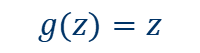 g(z) = z